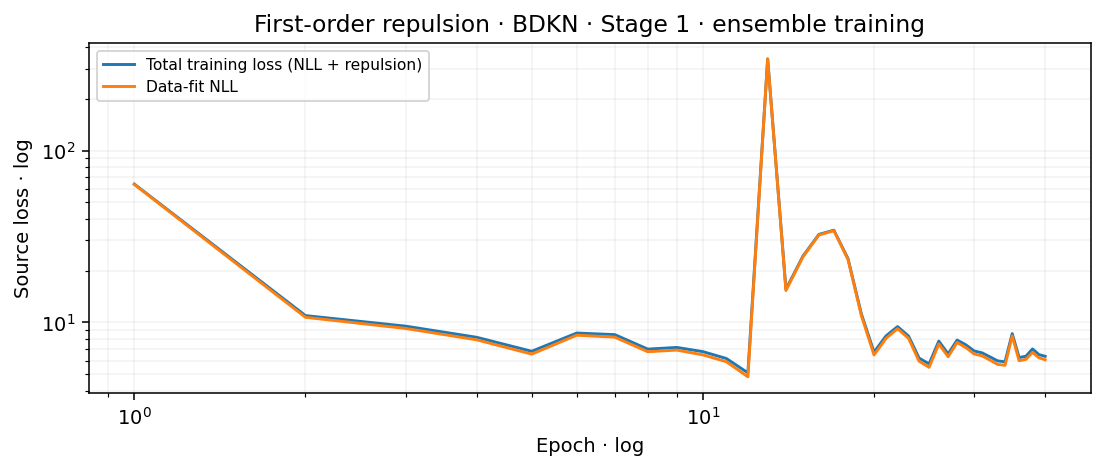 First-order repulsion · BDKN · Stage 1 · ensemble training
Total training loss (NLL + repulsion)
Data-fit NLL
Source loss · log
10²
10¹
10⁰
10¹
Epoch · log